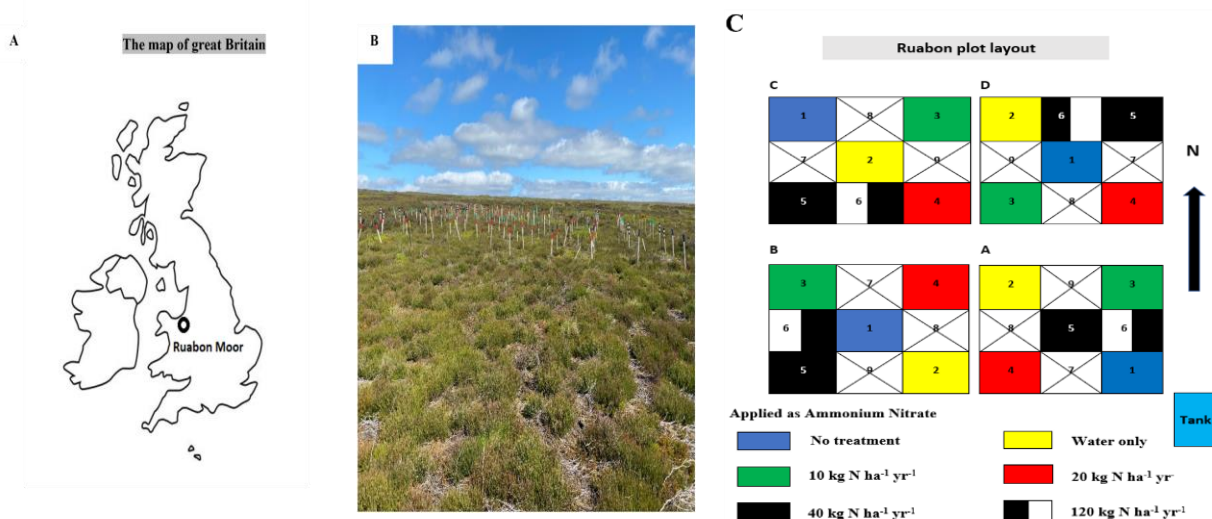 A
The map of great Britain
Ruabon Moor
B
C
Ruabon plot layout
C
1 8 3
7 2 9
5 6 4
D
2 6 5
9 1 7
3 8 4
N
B
3 7 4
6 1 8
5 9 2
A
2 9 3
8 5 6
4 7 1
Tank
Applied as Ammonium Nitrate
No treatment
Water only
10 kg N ha⁻¹ yr⁻¹
20 kg N ha⁻¹ yr⁻
40 kg N ha⁻¹ yr⁻¹
120 kg N ha⁻¹ yr⁻¹